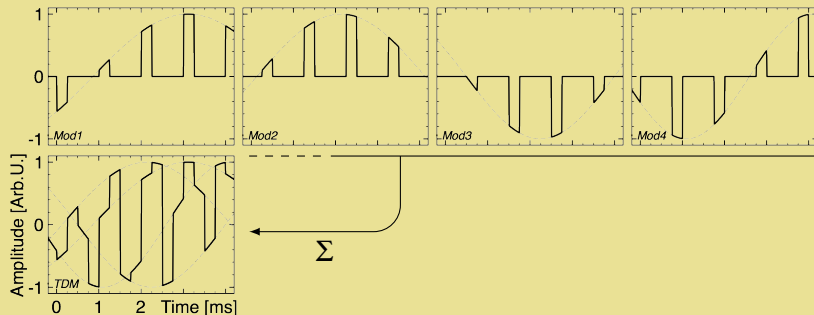 1
0
-1
Mod1
Mod2
Mod3
Mod4
Amplitude [Arb.U.]
1
0
-1
TDM
Σ
0 1 2 Time [ms]